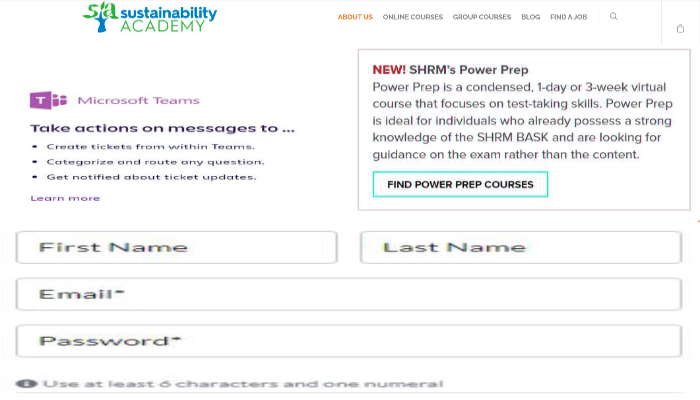 sa sustainability
ACADEMY
ABOUT US ONLINE COURSES GROUP COURSES BLOG FIND A JOB
NEW! SHRM's Power Prep
Power Prep is a condensed, 1-day or 3-week virtual
course that focuses on test-taking skills. Power Prep
is ideal for individuals who already possess a strong
knowledge of the SHRM BASK and are looking for
guidance on the exam rather than the content.
FIND POWER PREP COURSES
T Microsoft Teams
Take actions on messages to ...
• Create tickets from within Teams.
• Categorize and route any question.
• Get notified about ticket updates.
Learn more
First Name
Last Name
Email*
Password*
Use at least 6 characters and one numeral